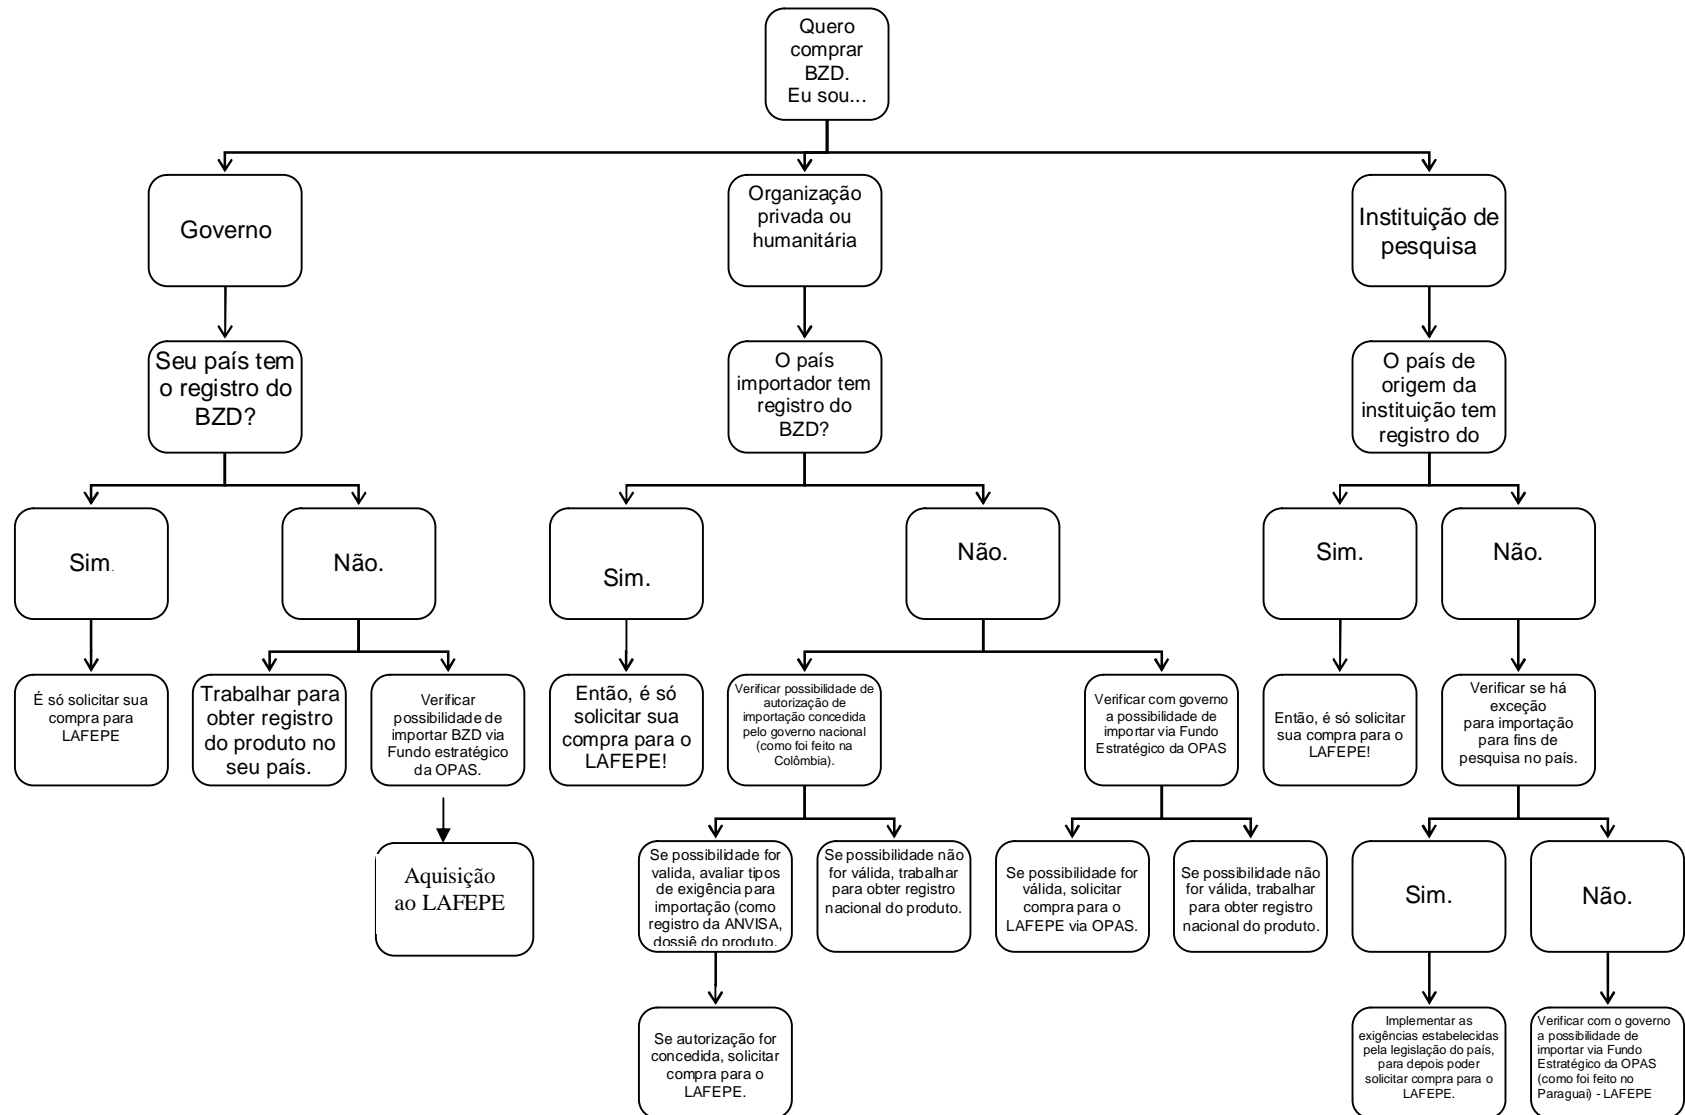 Quero
comprar
BZD.
Eu sou...
Governo
Organização
privada ou
humanitária
Instituição de
pesquisa
Seu país tem
o registro do
BZD?
O país
importador tem
registro do
BZD?
O país de
origem da
instituição tem
registro do
Sim.
Não.
Sim.
Não.
Sim.
Não.
É só solicitar sua
compra para
LAFEPE
Trabalhar para
obter registro
do produto no
seu país.
Verificar
possibilidade de
importar BZD via
Fundo estratégico
da OPAS.
Então, é só
solicitar sua
compra para o
LAFEPE!
Verificar possibilidade de
autorização de
importação concedida
pelo governo nacional
(como foi feito na
Colômbia).
Verificar com governo
a possibilidade de
importar via Fundo
Estratégico da OPAS
Então, é só solicitar
sua compra para o
LAFEPE!
Verificar se há
exceção
para importação
para fins de
pesquisa no país.
Aquisição
ao LAFEPE
Se possibilidade for
valida, avaliar tipos
de exigência para
importação (como
registro da ANVISA,
dossiê do produto.
Se possibilidade não
for válida, trabalhar
para obter registro
nacional do produto.
Se possibilidade for
válida, solicitar
compra para o
LAFEPE via OPAS.
Se possibilidade não
for válida, trabalhar
para obter registro
nacional do produto.
Sim.
Não.
Se autorização for
concedida, solicitar
compra para o
LAFEPE.
Implementar as
exigências estabelecidas
pela legislação do país,
para depois poder
solicitar compra para o
LAFEPE.
Verificar com o governo
a possibilidade de
importar via Fundo
Estratégico da OPAS
(como foi feito no
Paraguai) - LAFEPE